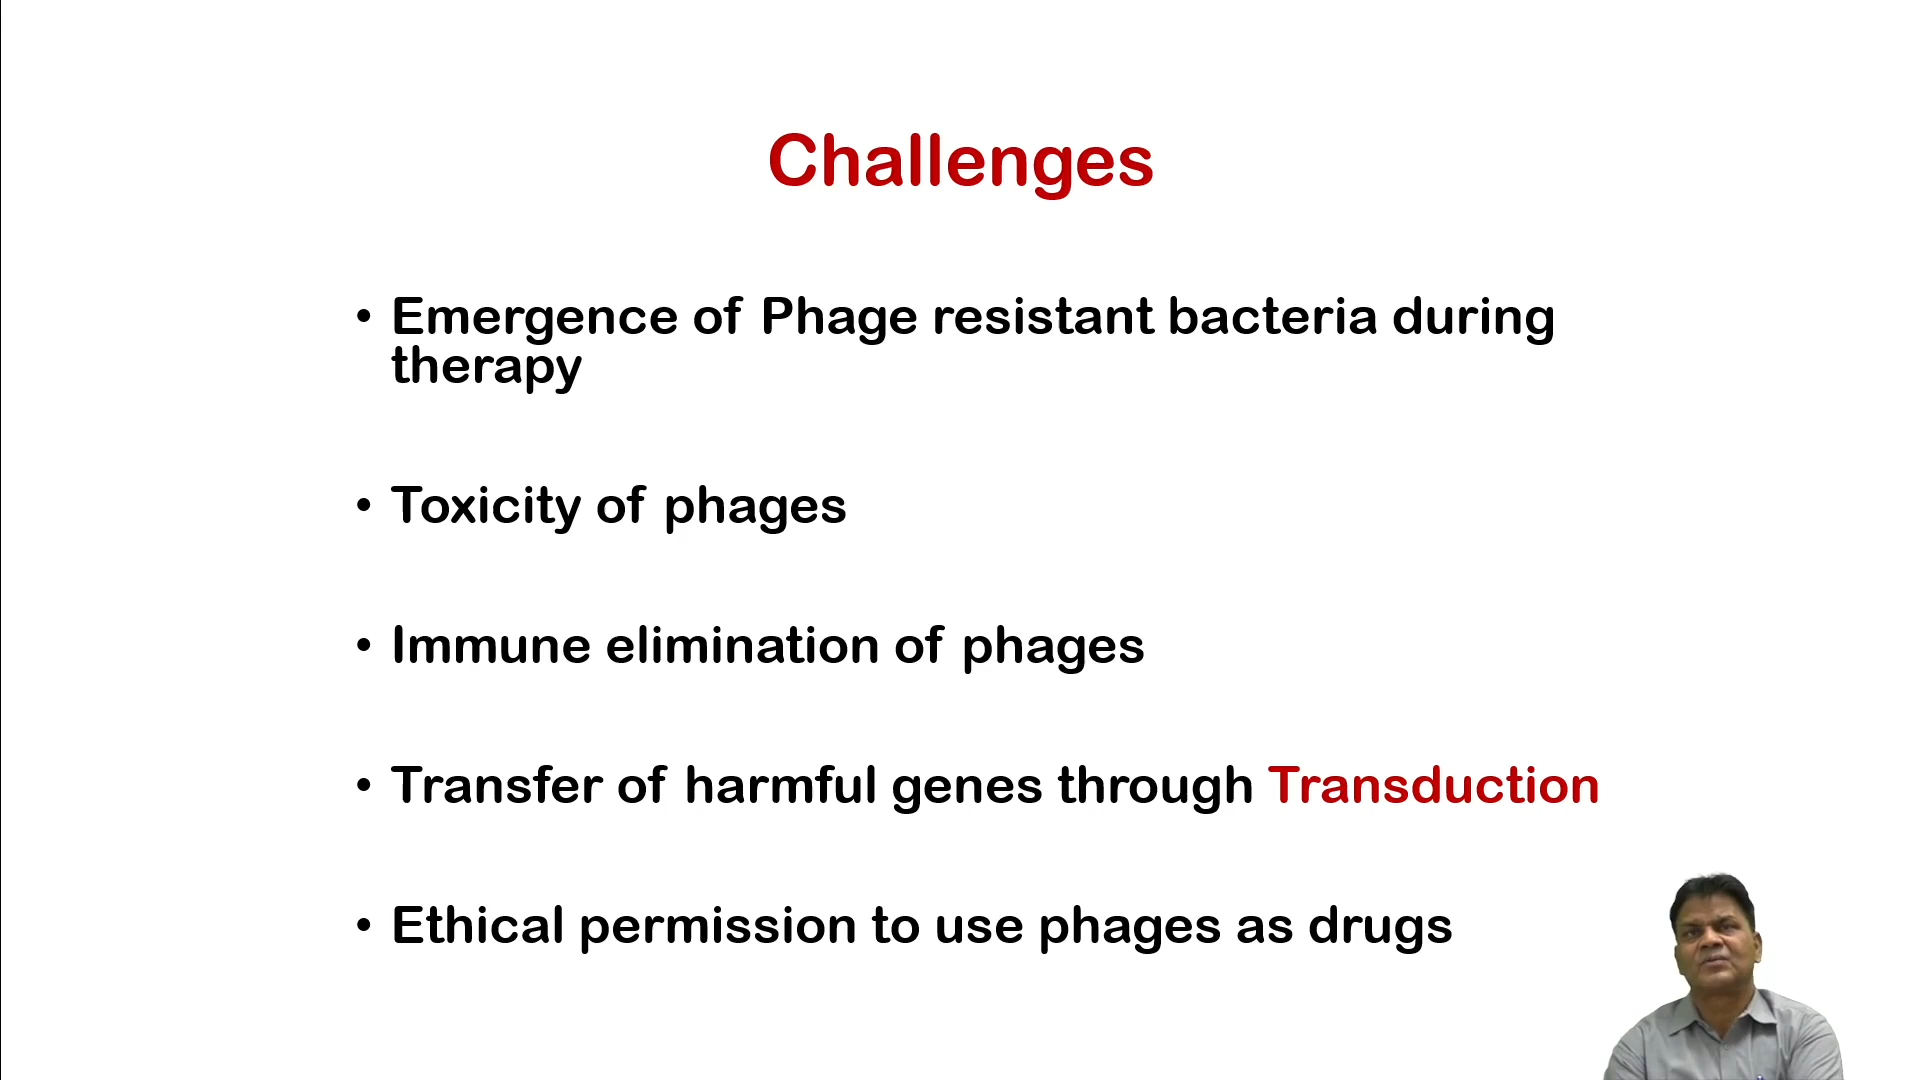 Challenges
• Emergence of Phage resistant bacteria during
therapy
• Toxicity of phages
• Immune elimination of phages
• Transfer of harmful genes through Transduction
• Ethical permission to use phages as drugs